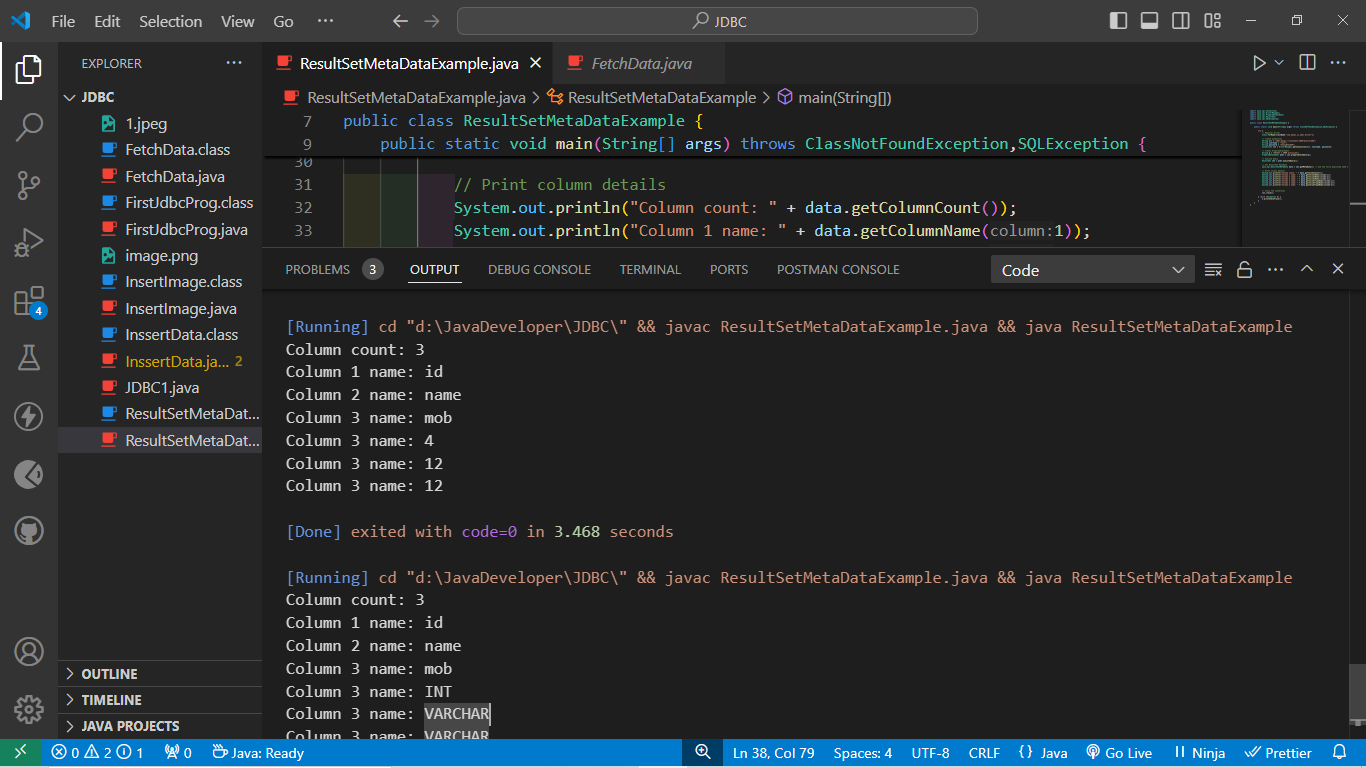 File Edit Selection View Go ··· JDBC
EXPLORER ···
ResultSetMetaDataExample.java FetchData.java
JDBC
1.jpeg
FetchData.class
FetchData.java
FirstJdbcProg.class
FirstJdbcProg.java
image.png
InsertImage.class
InsertImage.java
InssertData.class
InssertData.ja... 2
JDBC1.java
ResultSetMetaDat...
ResultSetMetaDat...
4
OUTLINE
TIMELINE
JAVA PROJECTS
ResultSetMetaDataExample.java > ResultSetMetaDataExample > main(String[])
7 public class ResultSetMetaDataExample {
9 public static void main(String[] args) throws ClassNotFoundException,SQLException {
30
31 // Print column details
32 System.out.println("Column count: " + data.getColumnCount());
33 System.out.println("Column 1 name: " + data.getColumnName(column:1));
PROBLEMS 3 OUTPUT DEBUG CONSOLE TERMINAL PORTS POSTMAN CONSOLE Code
[Running] cd "d:\JavaDeveloper\JDBC\" && javac ResultSetMetaDataExample.java && java ResultSetMetaDataExample
Column count: 3
Column 1 name: id
Column 2 name: name
Column 3 name: mob
Column 3 name: 4
Column 3 name: 12
Column 3 name: 12
[Done] exited with code=0 in 3.468 seconds
[Running] cd "d:\JavaDeveloper\JDBC\" && javac ResultSetMetaDataExample.java && java ResultSetMetaDataExample
Column count: 3
Column 1 name: id
Column 2 name: name
Column 3 name: mob
Column 3 name: INT
Column 3 name: VARCHAR
Column 3 name: VARCHAR
0 2 1 0 Java: Ready Ln 38, Col 79 Spaces: 4 UTF-8 CRLF {} Java Go Live Ninja Prettier